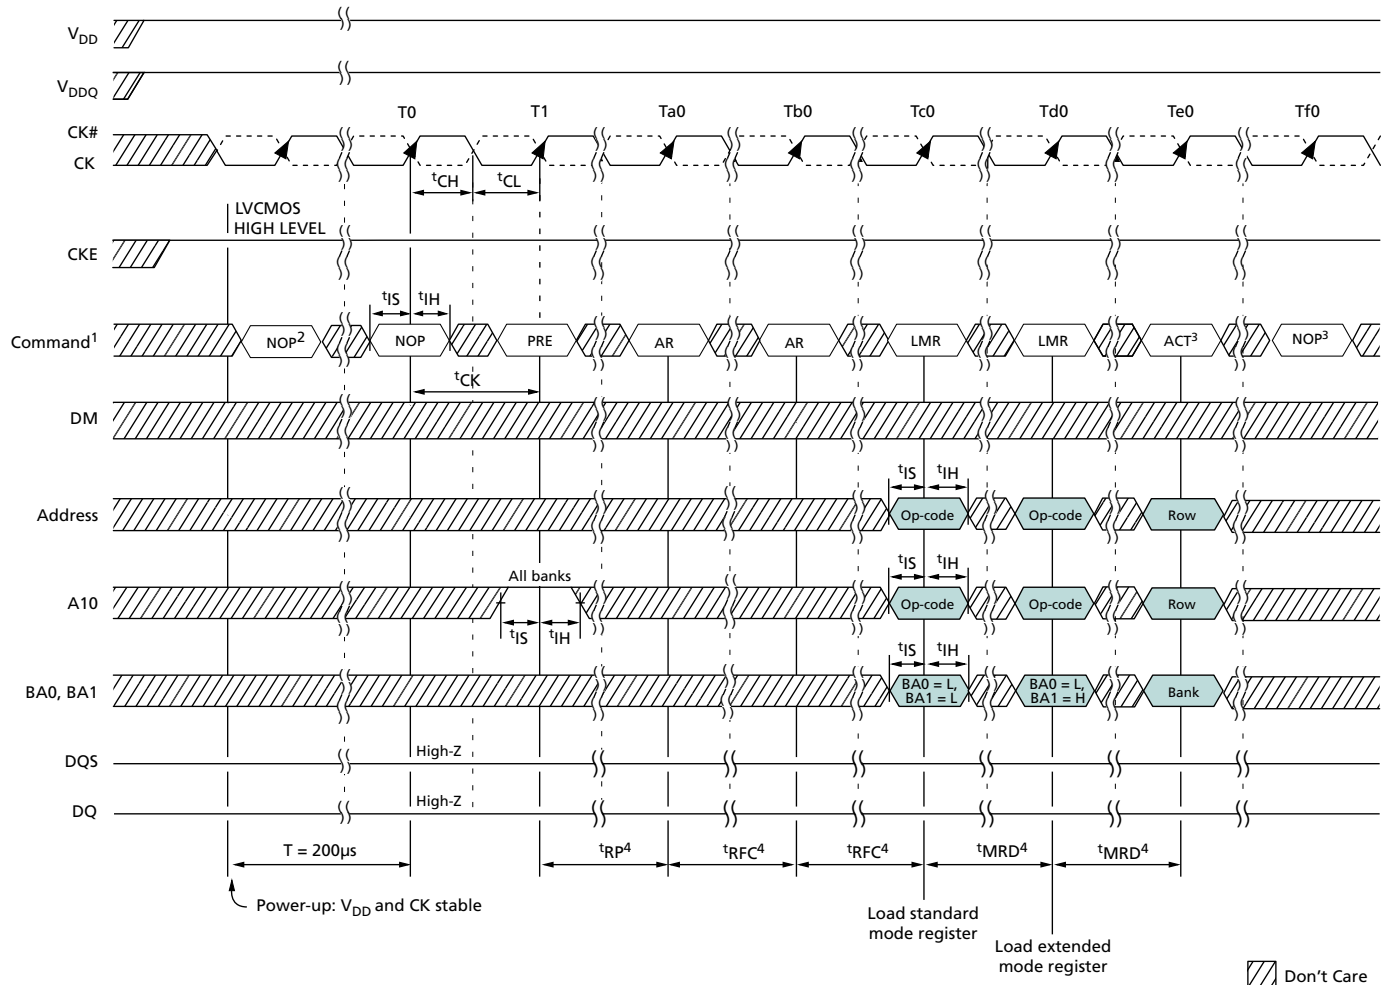 VDD
VDDQ
T0 T1 Ta0 Tb0 Tc0 Td0 Te0 Tf0
CK#
CK
tCH tCL
LVCMOS
HIGH LEVEL
CKE
tIS tIH
Command1 NOP2 NOP PRE AR AR LMR LMR ACT3 NOP3
tCK
DM
tIS tIH
Address Op-code Op-code Row
All banks tIS tIH
A10 Op-code Op-code Row
tIS tIH
tIS tIH
BA0, BA1 BA0 = L, BA1 = L BA0 = L, BA1 = H Bank
DQS High-Z
DQ High-Z
T = 200µs tRP4 tRFC4 tRFC4 tMRD4 tMRD4
Power-up: VDD and CK stable
Load standard
mode register
Load extended
mode register
Don't Care